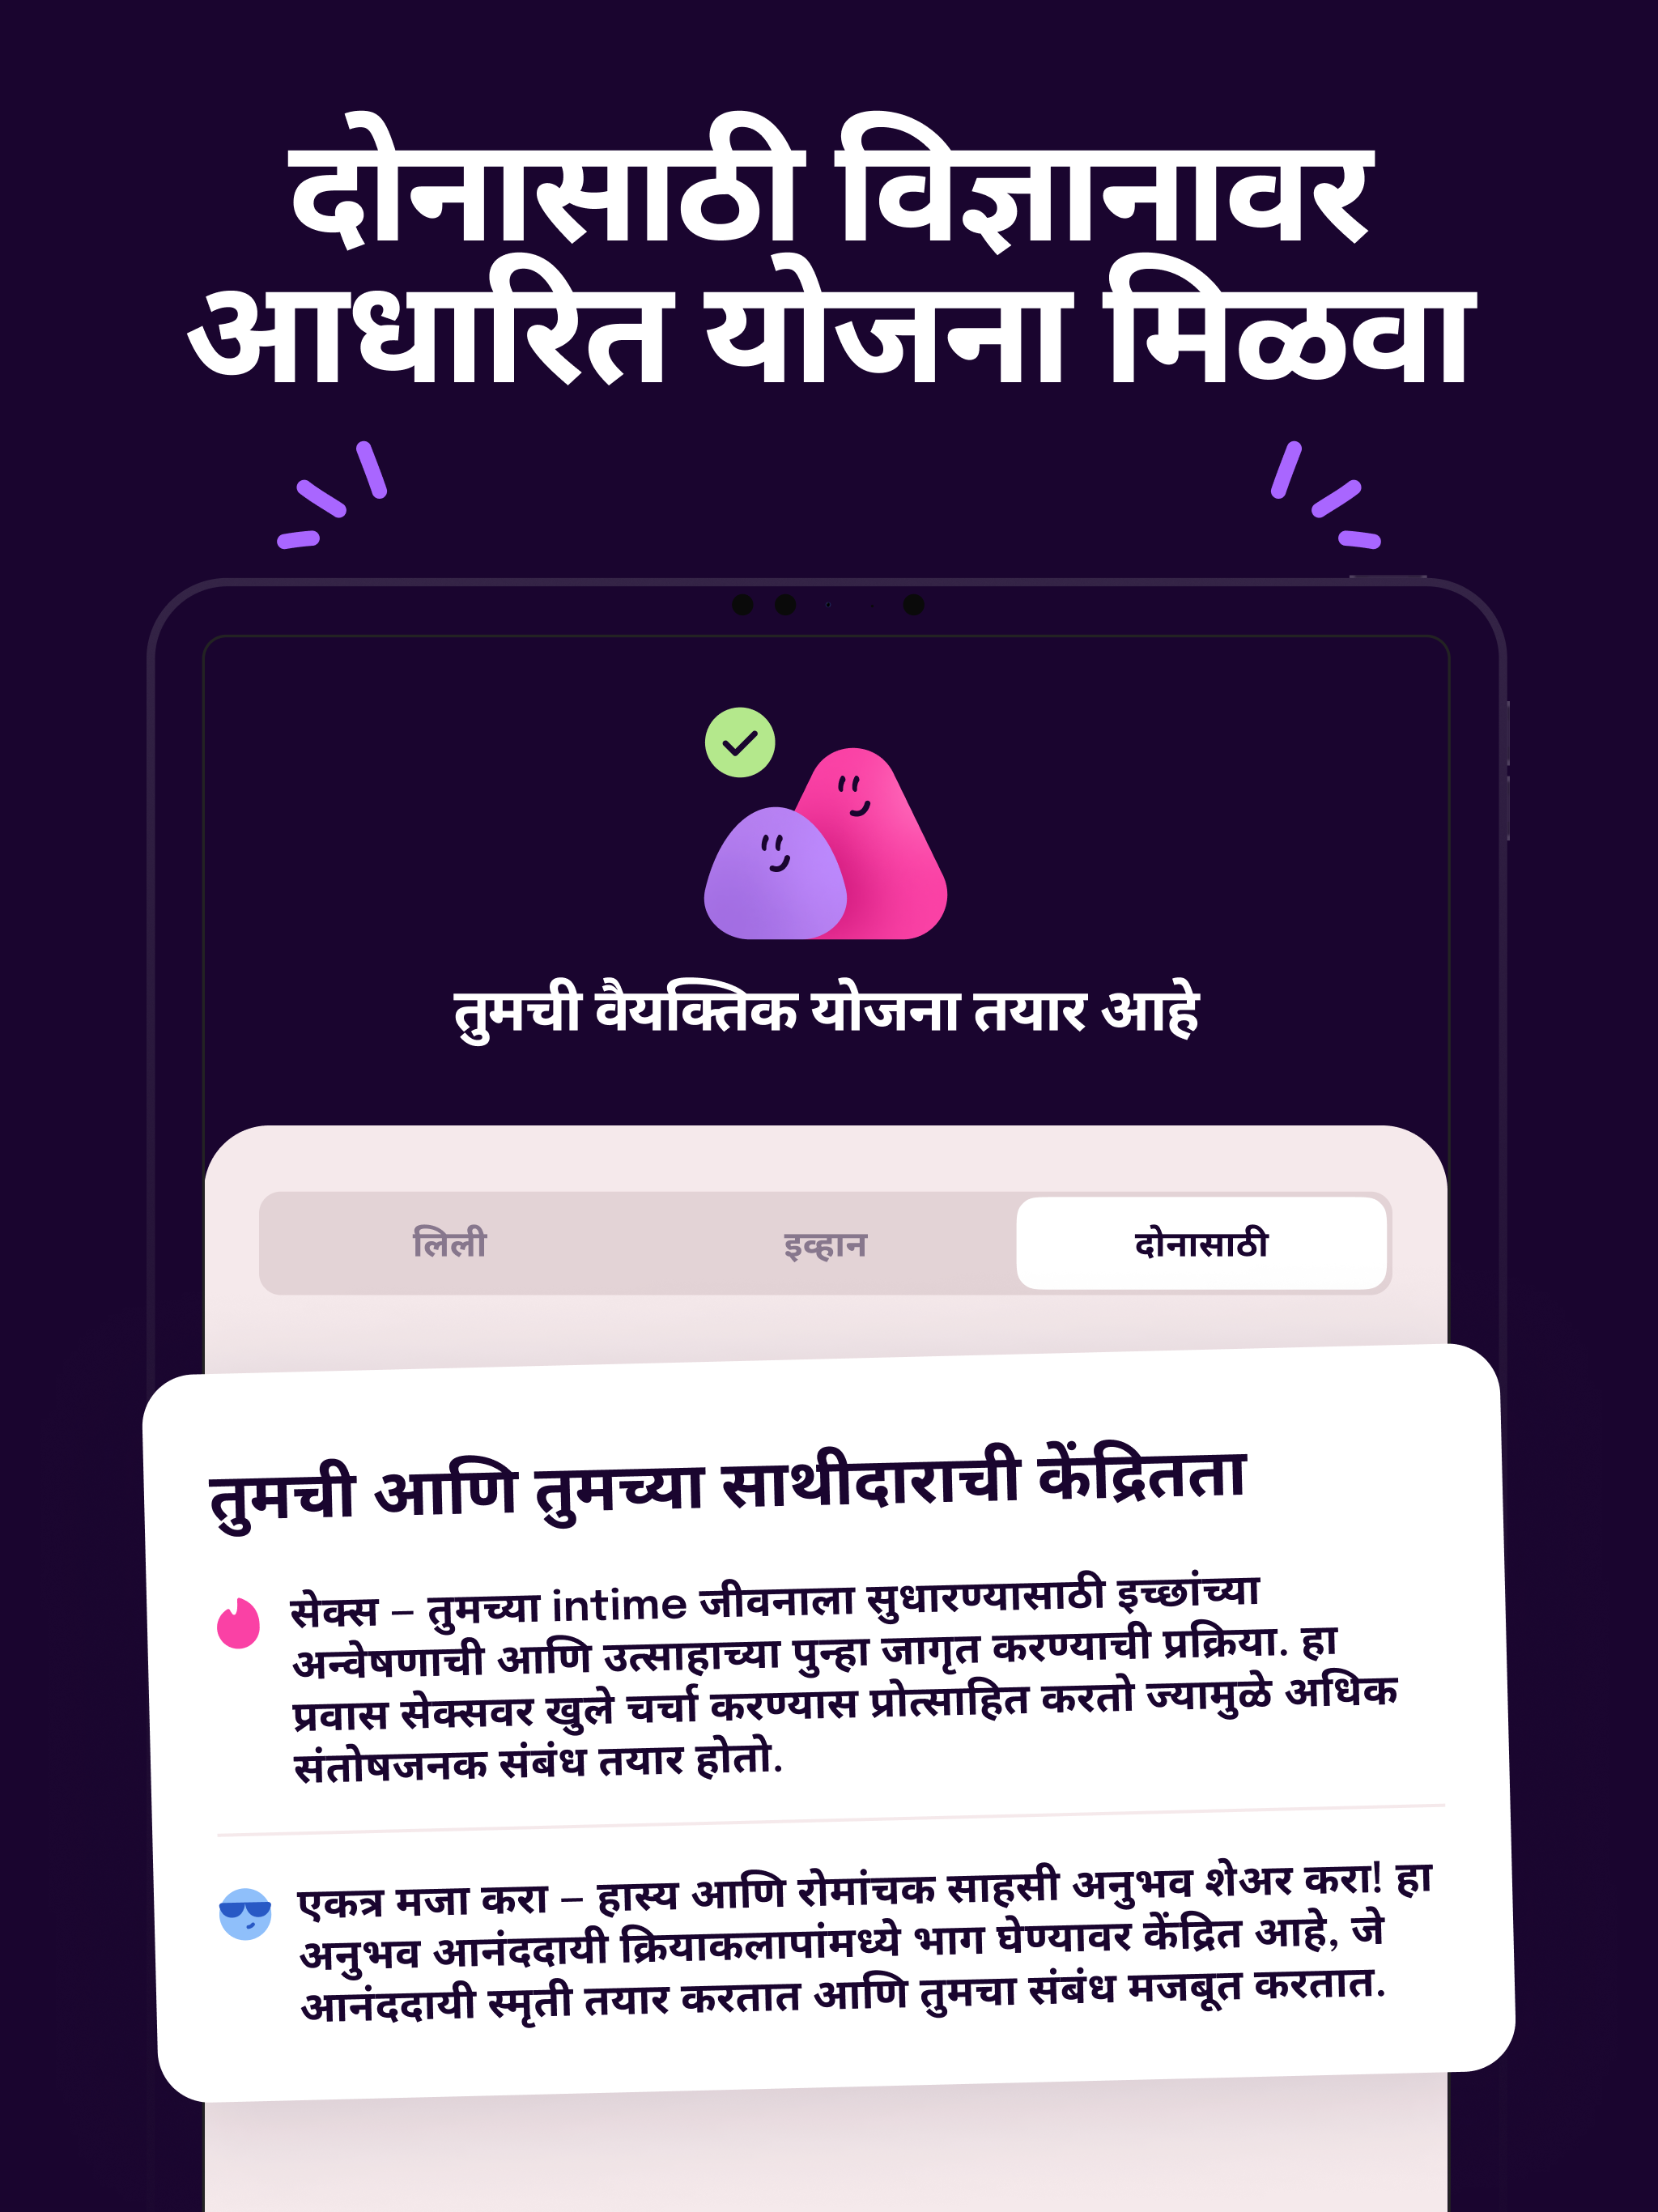 दोनासाठी विज्ञानावर
आधारित योजना मिळवा
तुमची वैयक्तिक योजना तयार आहे
लिली
इव्हान
दोनासाठी
तुमची आणि तुमच्या साथीदाराची केंद्रितता
सेक्स – तुमच्या intime जीवनाला सुधारण्यासाठी इच्छांच्या
अन्वेषणाची आणि उत्साहाच्या पुन्हा जागृत करण्याची प्रक्रिया. हा
प्रवास सेक्सवर खुले चर्चा करण्यास प्रोत्साहित करतो ज्यामुळे अधिक
संतोषजनक संबंध तयार होतो.
एकत्र मजा करा – हास्य आणि रोमांचक साहसी अनुभव शेअर करा! हा
अनुभव आनंददायी क्रियाकलापांमध्ये भाग घेण्यावर केंद्रित आहे, जे
आनंददायी स्मृती तयार करतात आणि तुमचा संबंध मजबूत करतात.